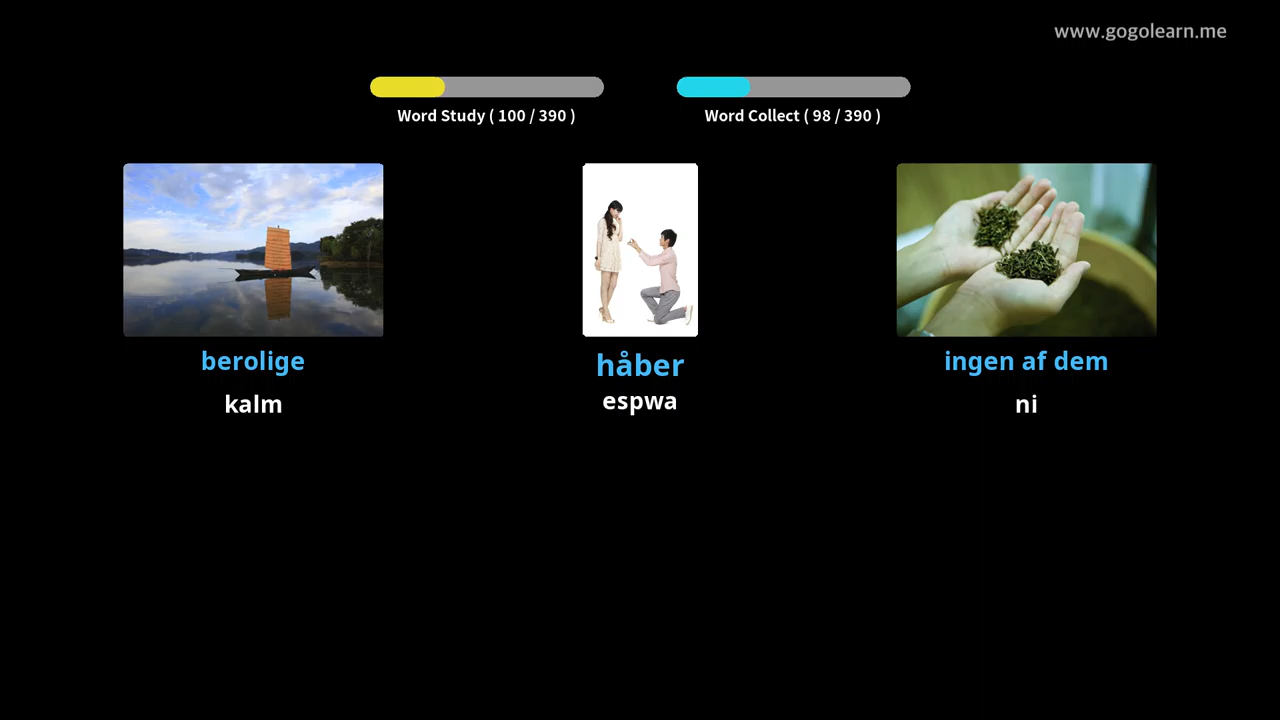 www.gogolearn.me
Word Study ( 100 / 390 )
Word Collect ( 98 / 390 )
berolige
kalm
håber
espwa
ingen af dem
ni